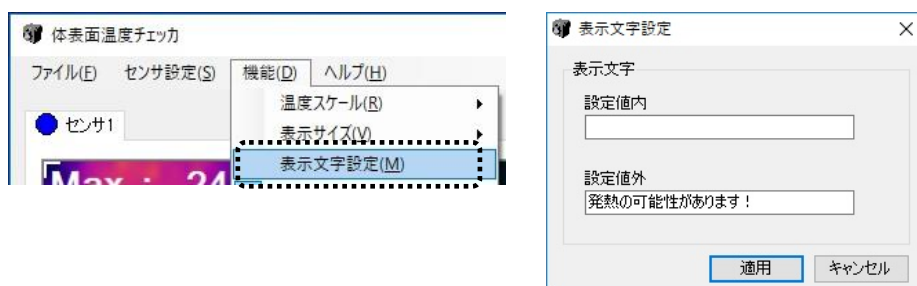 体表面温度チェッカ
ファイル(F) センサ設定(S) 機能(D) ヘルプ(H)
温度スケール(R)
表示サイズ(V)
表示文字設定(M)
センサ1
Max : 24
表示文字設定
表示文字
設定値内
設定値外
発熱の可能性があります！
適用 キャンセル